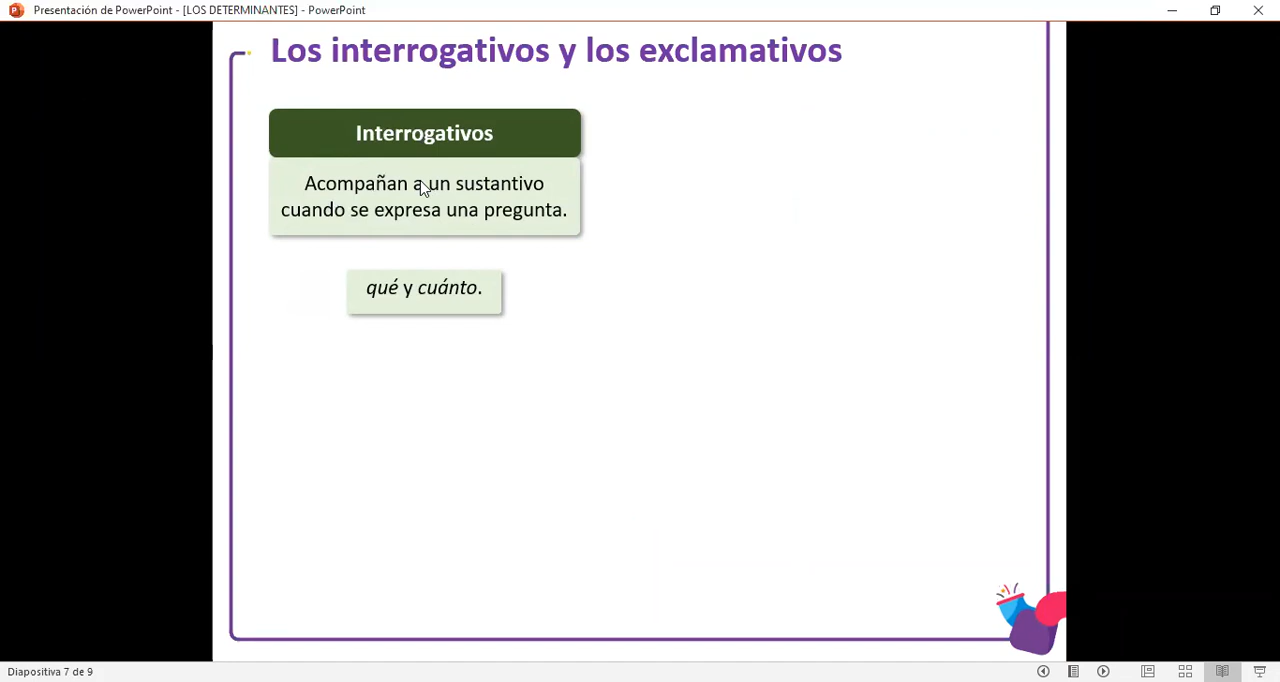 Presentación de PowerPoint - [LOS DETERMINANTES] - PowerPoint
Los interrogativos y los exclamativos
Interrogativos
Acompañan a un sustantivo
cuando se expresa una pregunta.
qué y cuánto.
Diapositiva 7 de 9